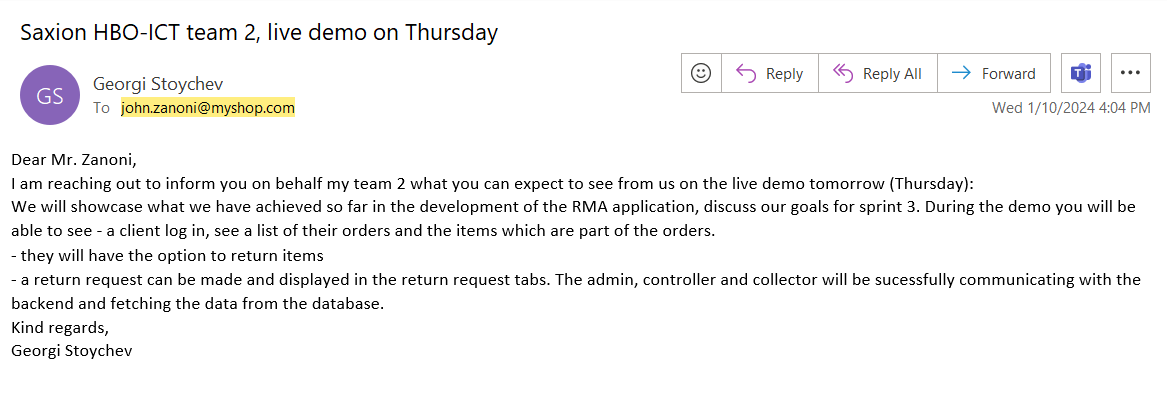 Saxion HBO-ICT team 2, live demo on Thursday
GS
Georgi Stoychev
To john.zanoni@myshop.com
Reply
Reply All
Forward
Wed 1/10/2024 4:04 PM
Dear Mr. Zanoni,
I am reaching out to inform you on behalf my team 2 what you can expect to see from us on the live demo tomorrow (Thursday):
We will showcase what we have achieved so far in the development of the RMA application, discuss our goals for sprint 3. During the demo you will be
able to see - a client log in, see a list of their orders and the items which are part of the orders.
- they will have the option to return items
- a return request can be made and displayed in the return request tabs. The admin, controller and collector will be sucessfully communicating with the
backend and fetching the data from the database.
Kind regards,
Georgi Stoychev